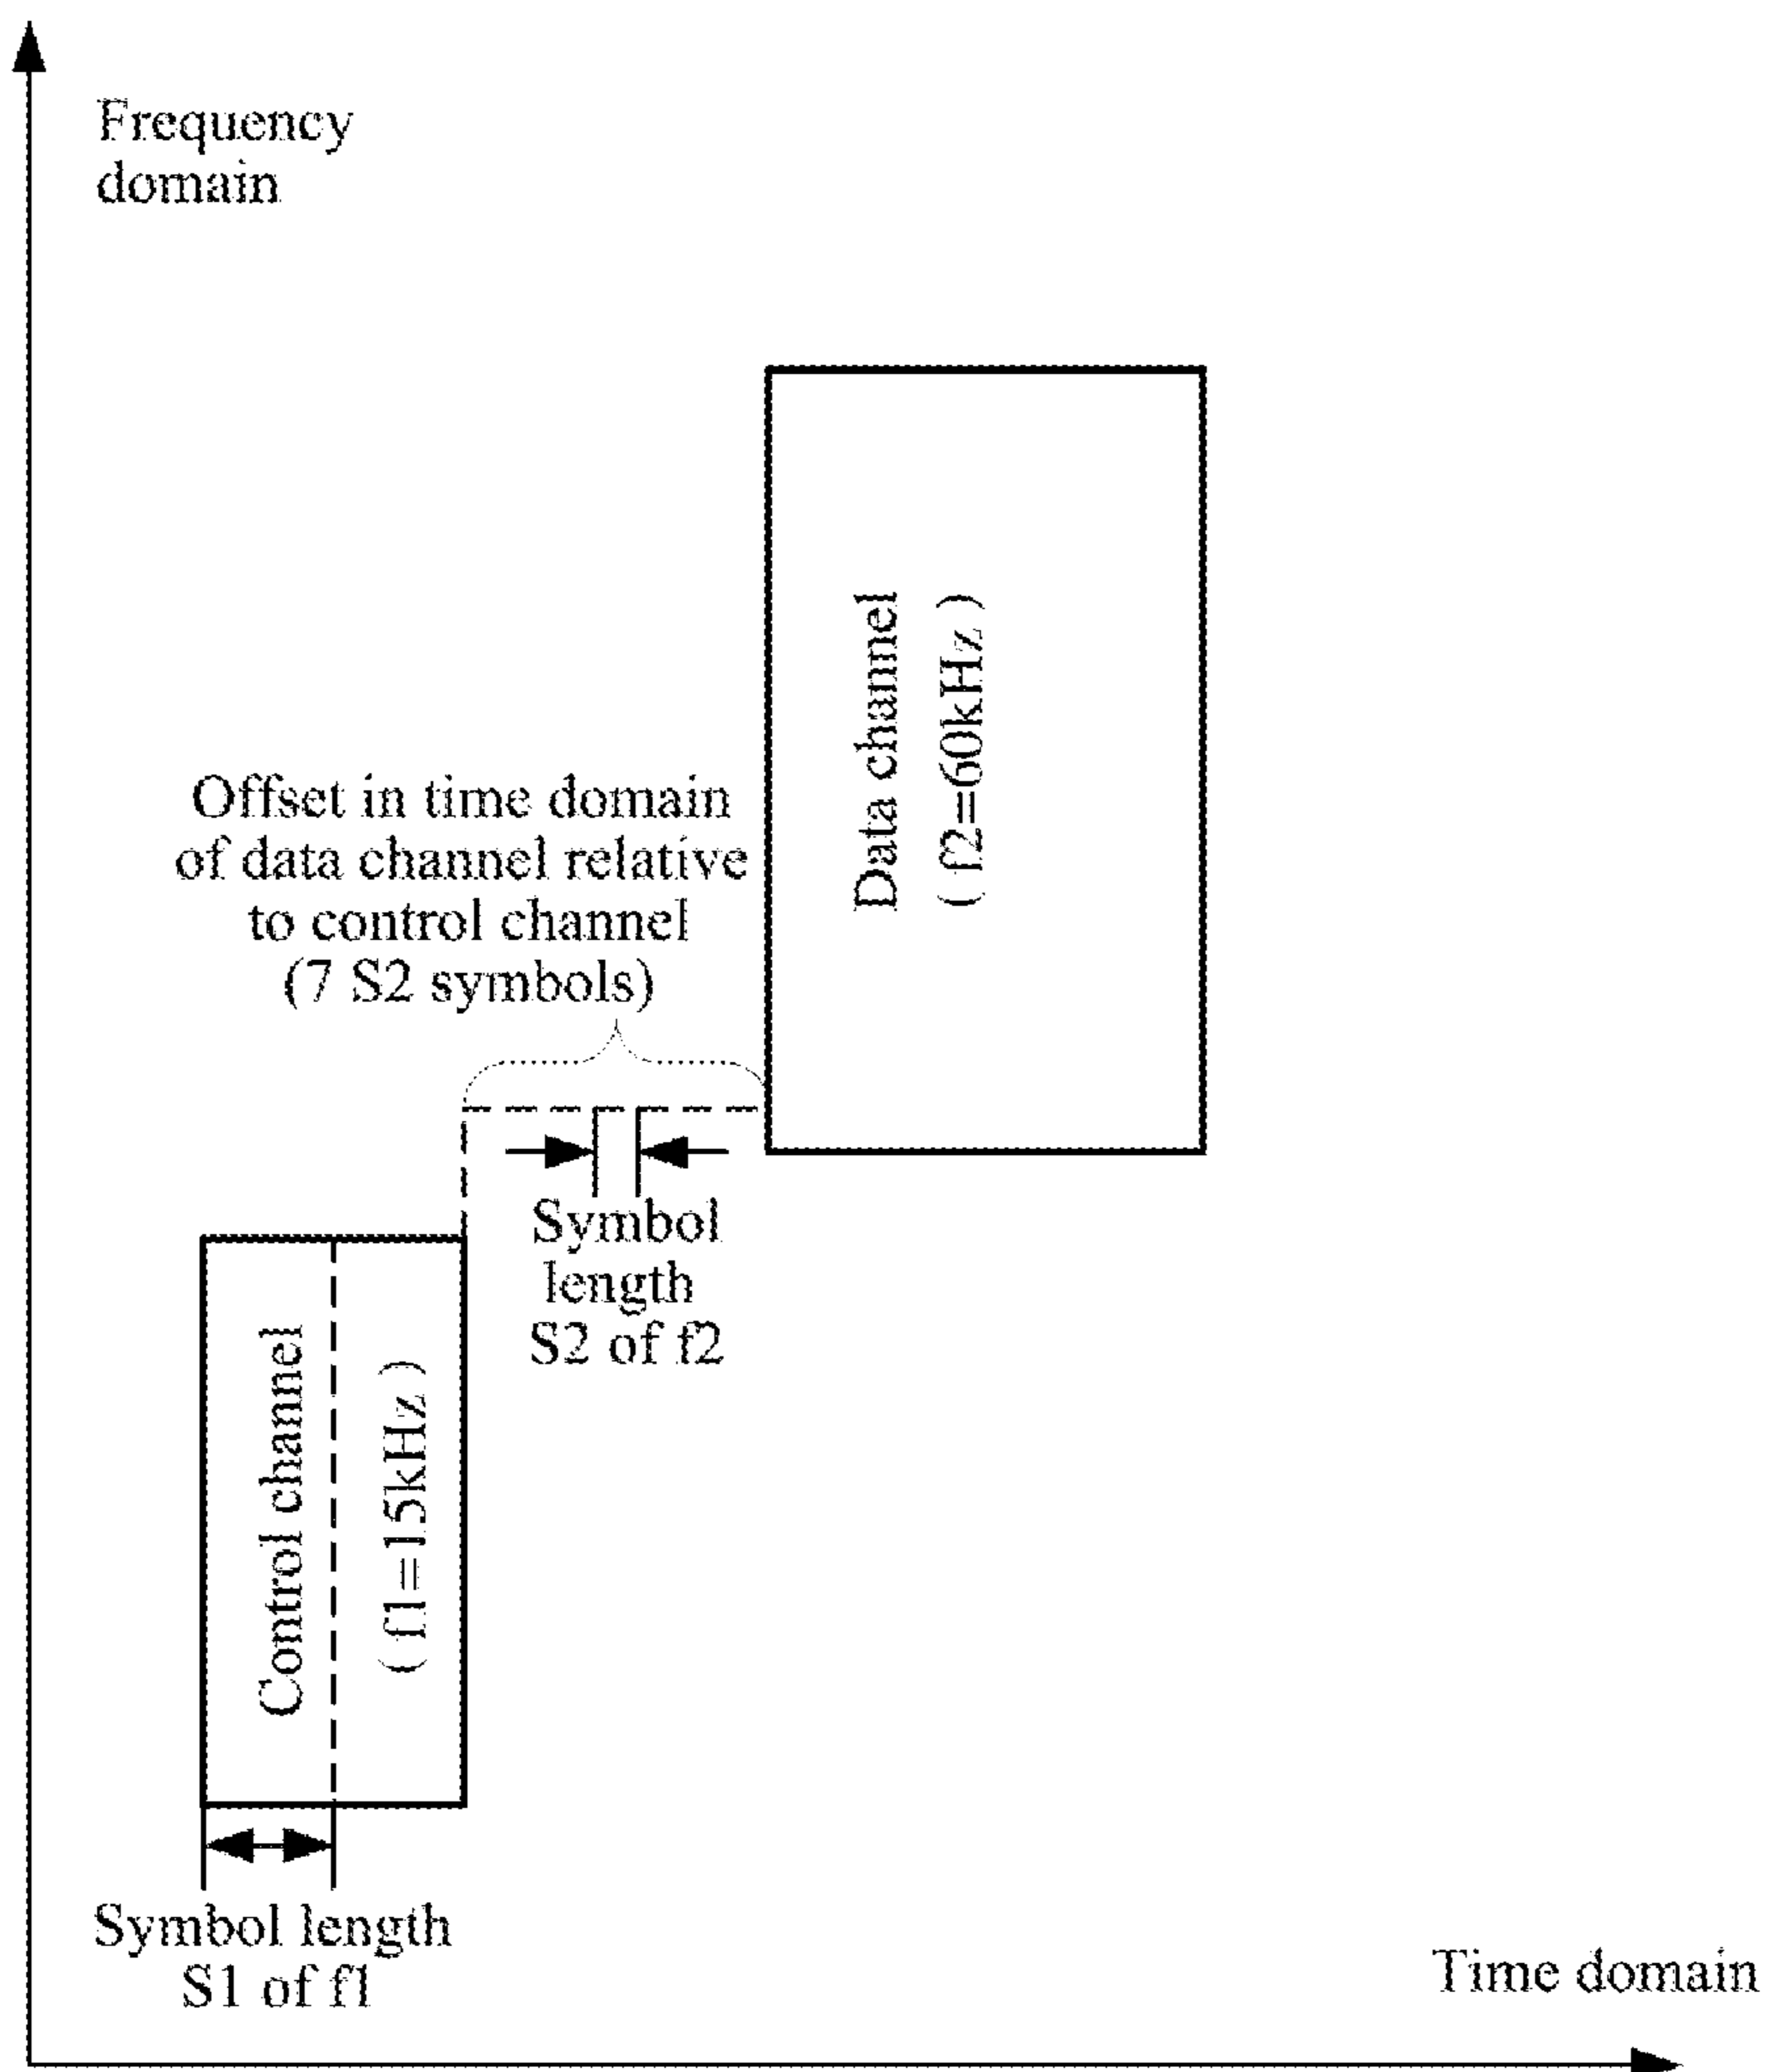 Frequency
domain
Data channel
( f2=60kHz )
Offset in time domain
of data channel relative
to control channel
(7 S2 symbols)
Symbol
length
S2 of f2
Control channel
( f1=15kHz )
Symbol length
S1 of f1
Time domain